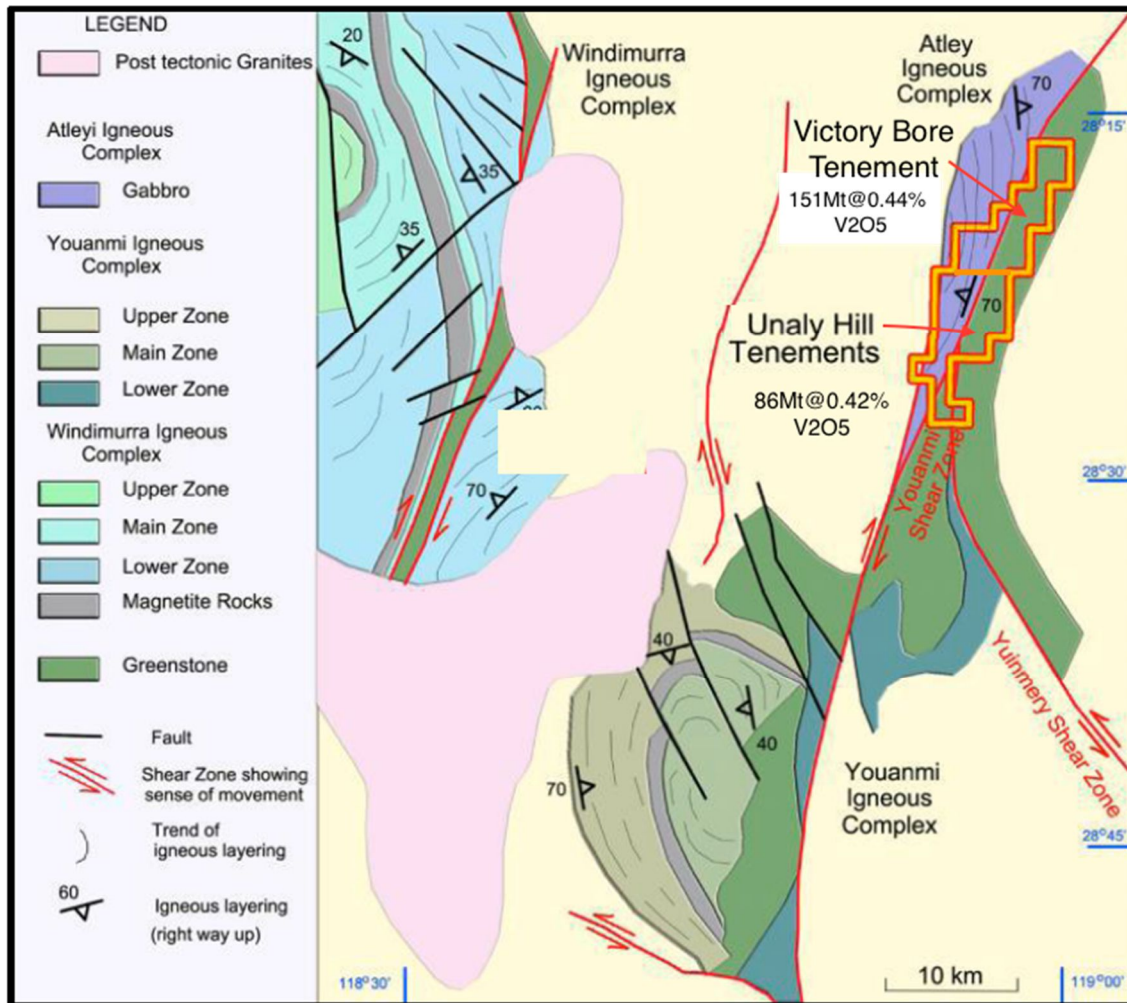 LEGEND
Post tectonic Granites
Atleyi Igneous
Complex
Gabbro
Youanmi Igneous
Complex
Upper Zone
Main Zone
Lower Zone
Windimurra Igneous
Complex
Upper Zone
Main Zone
Lower Zone
Magnetite Rocks
Greenstone
Fault
Shear Zone showing
sense of movement
Trend of
igneous layering
60
Igneous layering
(right way up)
20
Windimurra
Igneous
Complex
35
35
70
Atley
Igneous
Complex
70
28°15'
Victory Bore
Tenement
151Mt@0.44%
V2O5
70
Unaly Hill
Tenements
86Mt@0.42%
V2O5
Youanmi
Shear Zone
28°30'
40
40
70
Yuinmery Shear Zone
Youanmi
Igneous
Complex
28°45'
118°30'
10 km
119°00'